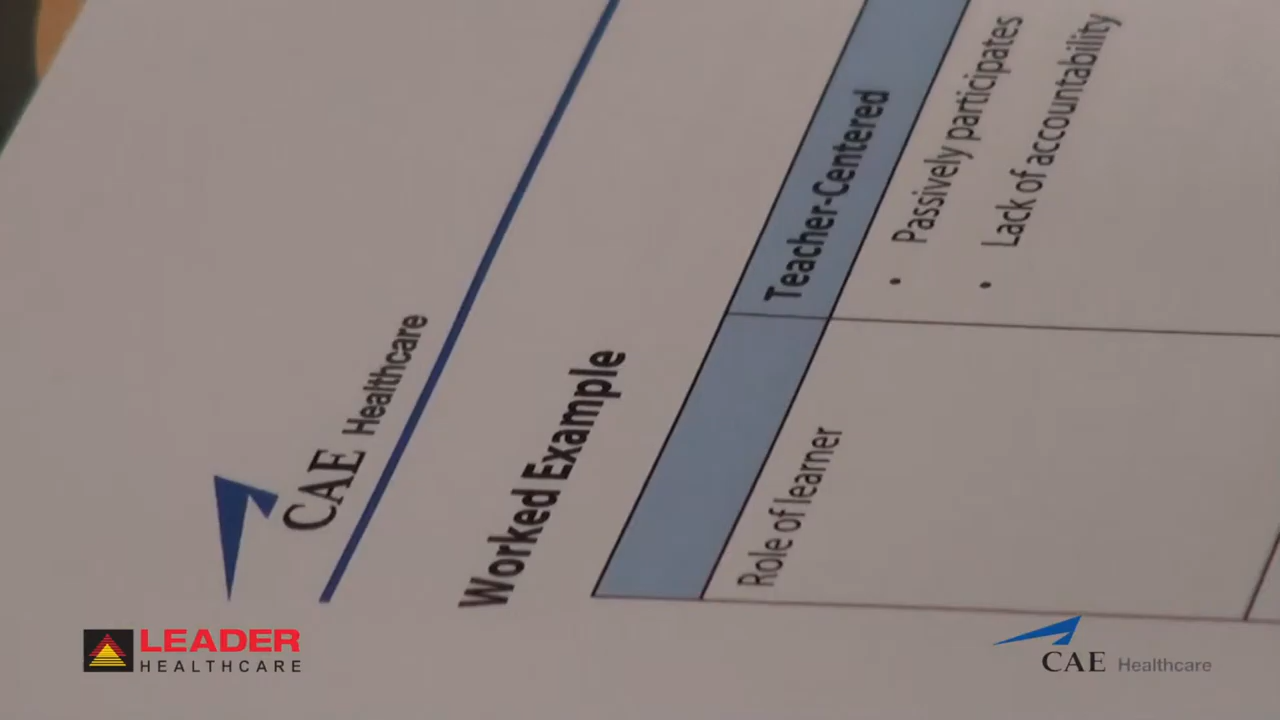 CAE Healthcare
Worked Example
Teacher-Centered
Role of learner
• Passively participates
• Lack of accountability
LEADER
HEALTHCARE
CAE Healthcare